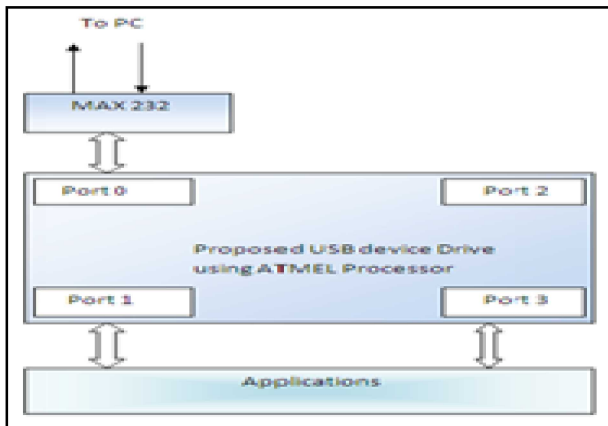 To PC
MAX 232
Port 0
Port 2
Proposed USB device Drive
using ATMEL Processor
Port 1
Port 3
Applications